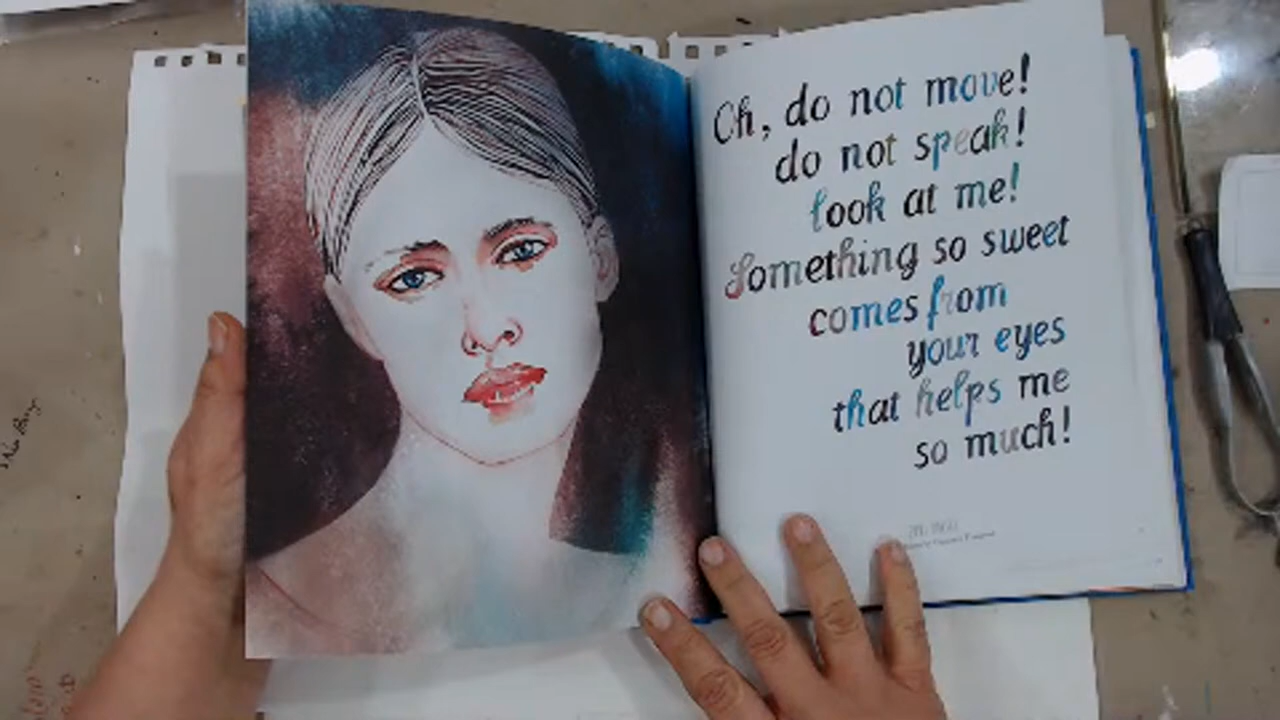 Oh, do not move!
do not speak!
look at me!
Something so sweet
comes from
your eyes
that helps me
so much!